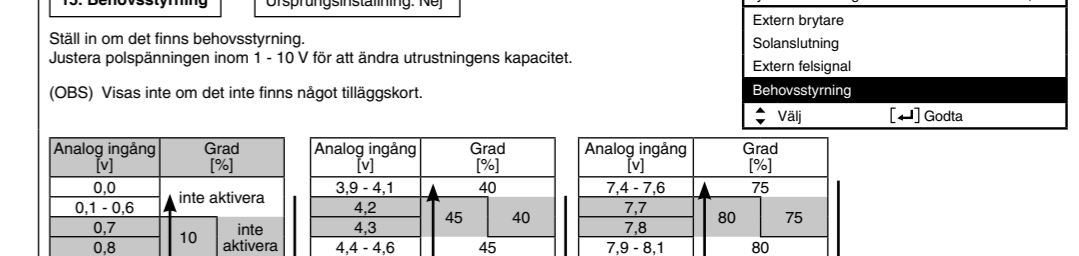 15. Behovsstyrning
Ursprungsinställning: Nej
Ställ in om det finns behovsstyrning.
Justera polspänningen inom 1 - 10 V för att ändra utrustningens kapacitet.
(OBS) Visas inte om det inte finns något tilläggskort.
Extern brytare
Solanslutning
Extern felsignal
Behovsstyrning
Välj [↵] Godta
Analog ingång [v] Grad [%]
0,0 inte aktivera
0,1 - 0,6
0,7 10 inte aktivera
0,8
Analog ingång [v] Grad [%]
3,9 - 4,1 40
4,2 45 40
4,3
4,4 - 4,6 45
Analog ingång [v] Grad [%]
7,4 - 7,6 75
7,7 80 75
7,8
7,9 - 8,1 80